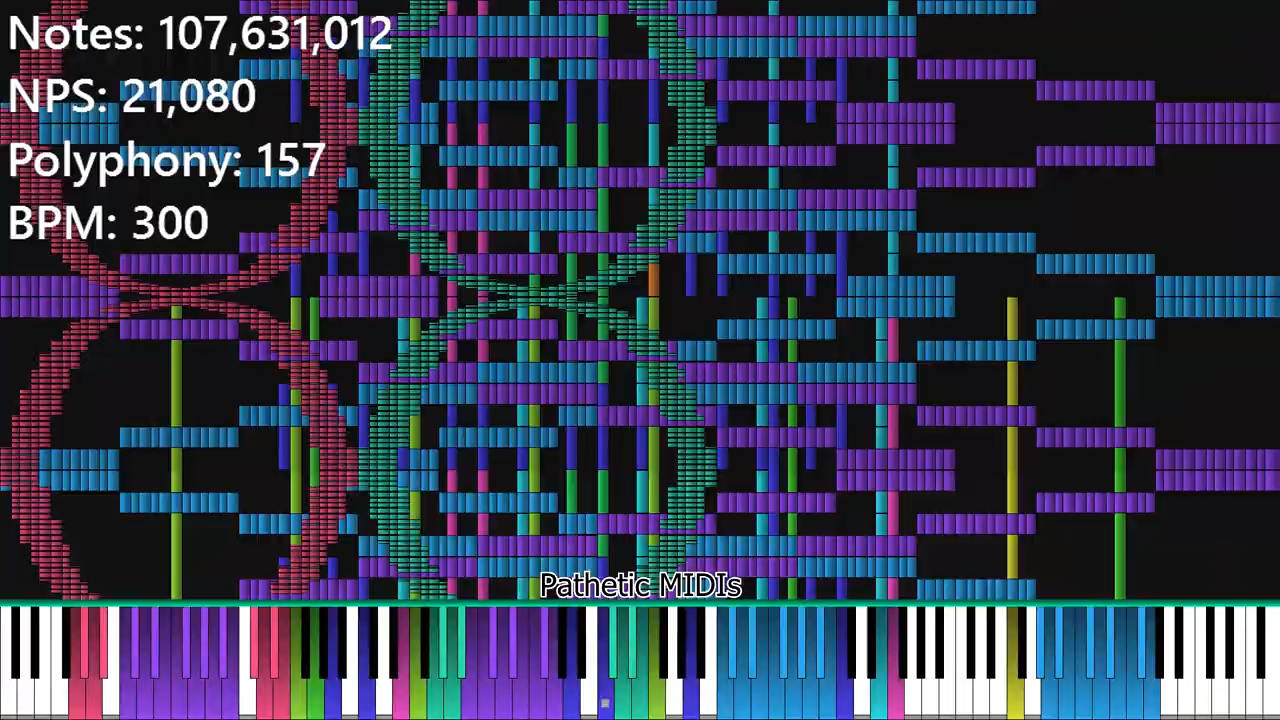 Notes: 107,631,012
NPS: 21,080
Polyphony: 157
BPM: 300
Pathetic MIDIs